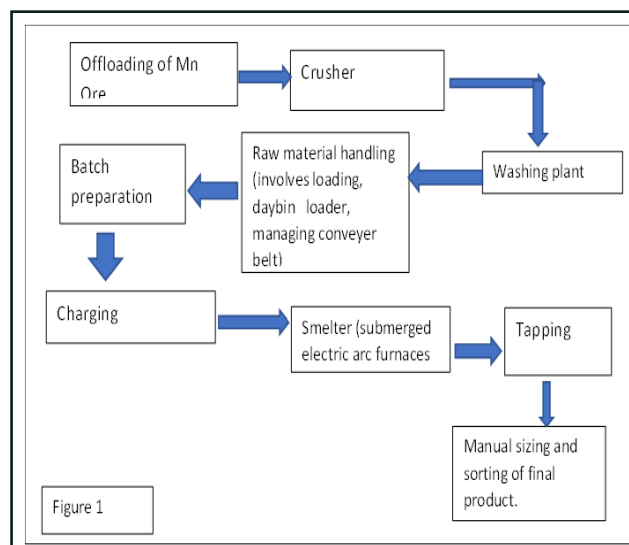 Offloading of Mn
Ore
Crusher
Washing plant
Raw material handling
(involves loading,
daybin loader,
managing conveyer
belt)
Batch
preparation
Charging
Smelter (submerged
electric arc furnaces
Tapping
Manual sizing and
sorting of final
product.
Figure 1